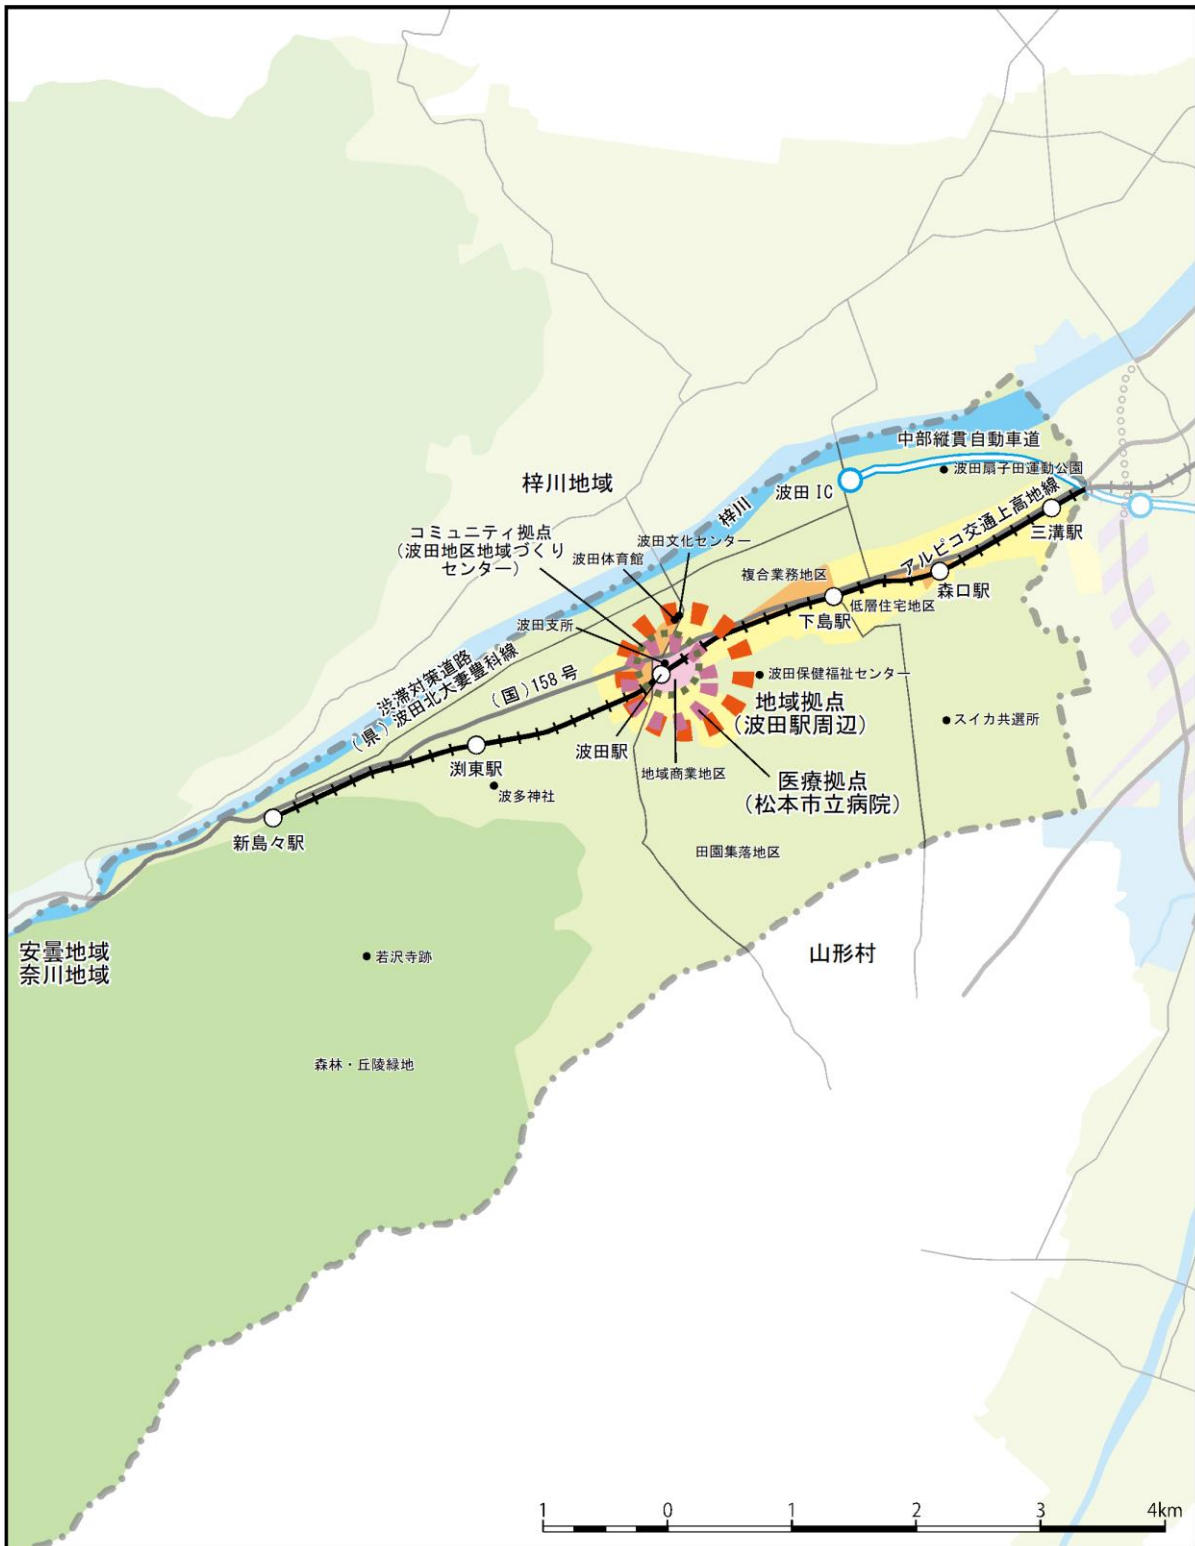 中部縦貫自動車道
波田扇子田運動公園
梓川地域
波田 IC
梓川
アルピコ交通上高地線
三溝駅
コミュニティ拠点
(波田地区地域づくり
センター)
波田文化センター
波田体育館
複合業務地区
森口駅
下島駅
低層住宅地区
波田支所
渋滞対策道路
(県)波田北大妻豊科線
(国)158号
波田保健福祉センター
地域拠点
(波田駅周辺)
スイカ共選所
波田駅
渕東駅
地域商業地区
医療拠点
(松本市立病院)
波多神社
新島々駅
田園集落地区
安曇地域
奈川地域
若沢寺跡
山形村
森林・丘陵緑地
1 0 1 2 3 4km